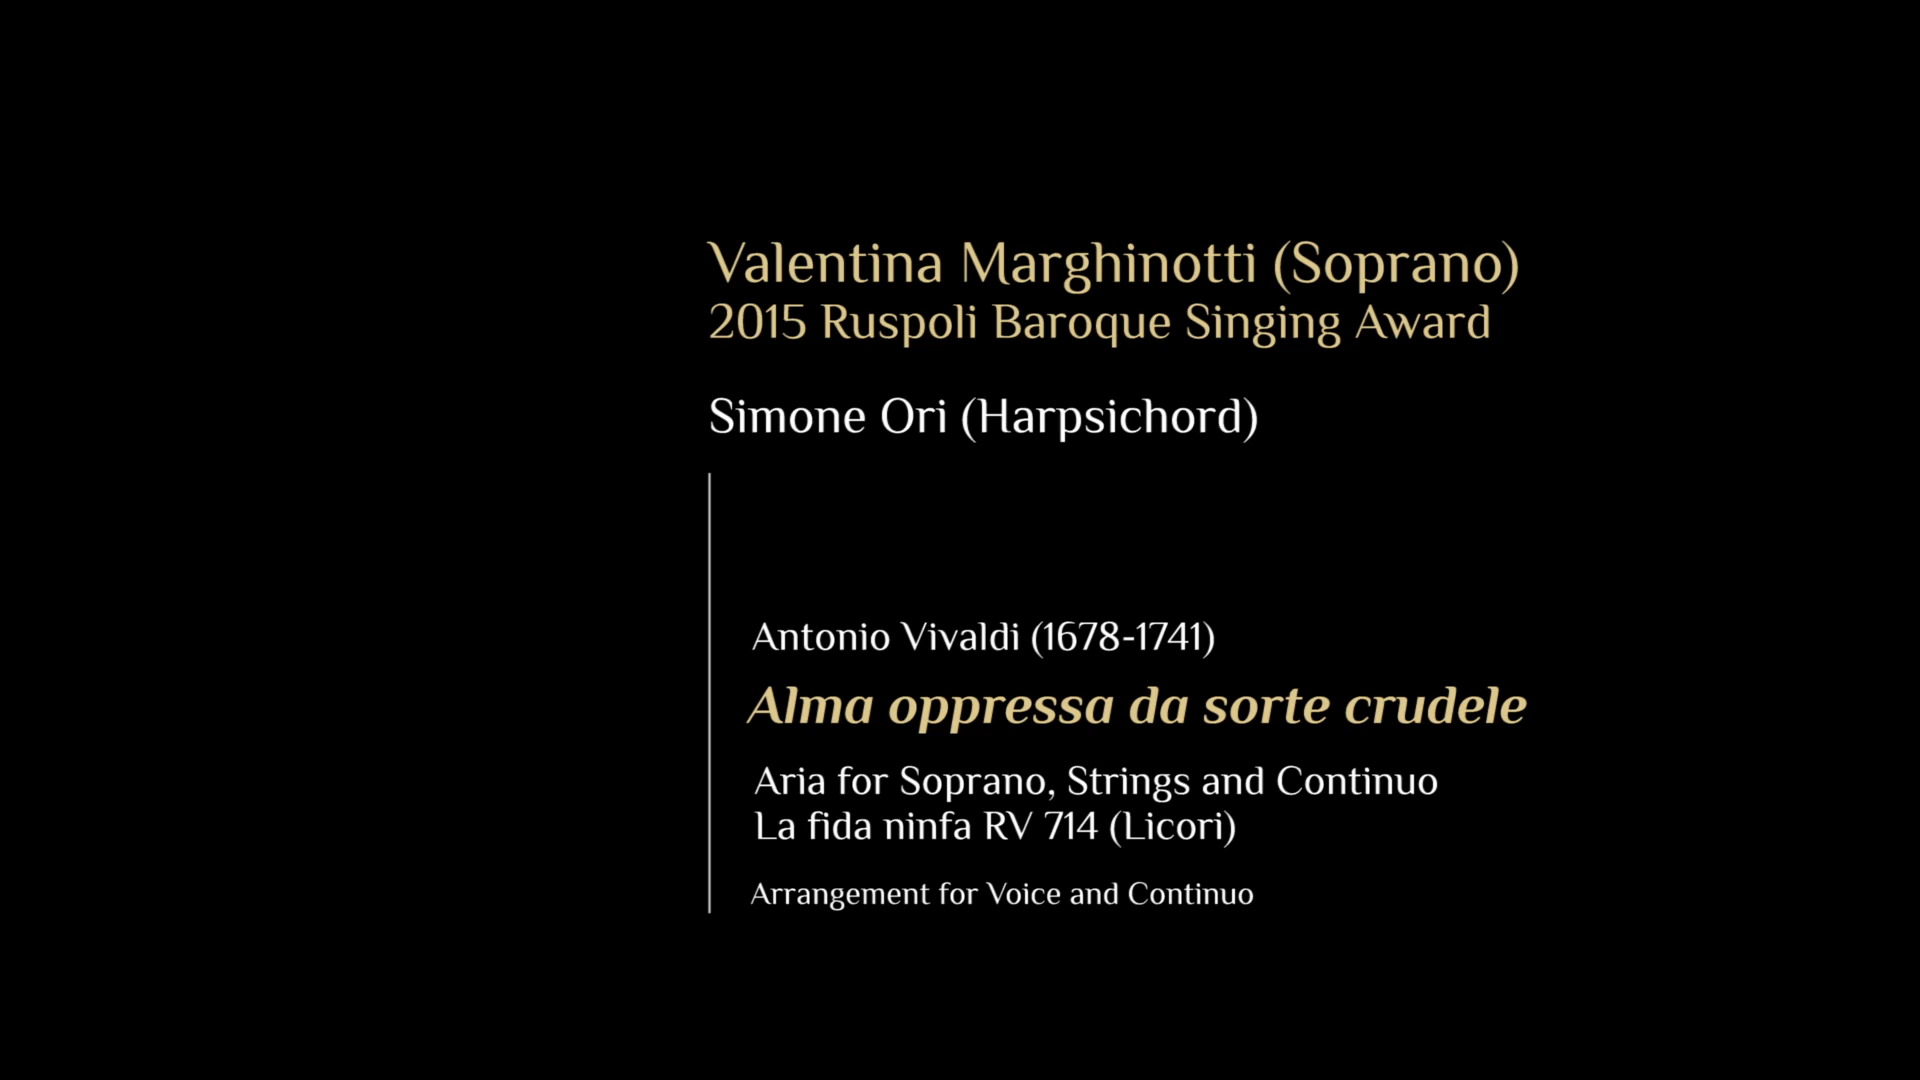 Valentina Marghinotti (Soprano)
2015 Ruspoli Baroque Singing Award
Simone Ori (Harpsichord)
Antonio Vivaldi (1678-1741)
Alma oppressa da sorte crudele
Aria for Soprano, Strings and Continuo
La fida ninfa RV 714 (Licori)
Arrangement for Voice and Continuo